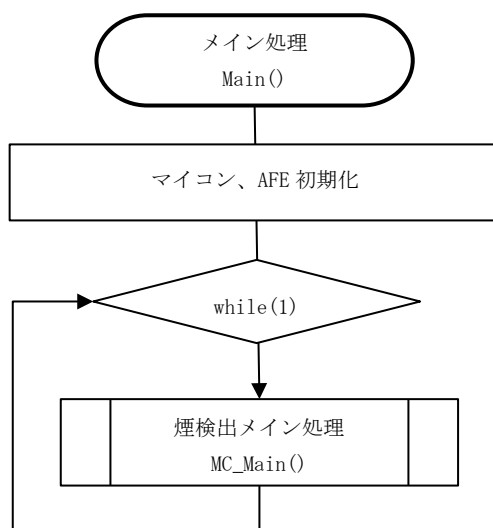 メイン処理
Main()
マイコン、AFE 初期化
while(1)
煙検出メイン処理
MC_Main()